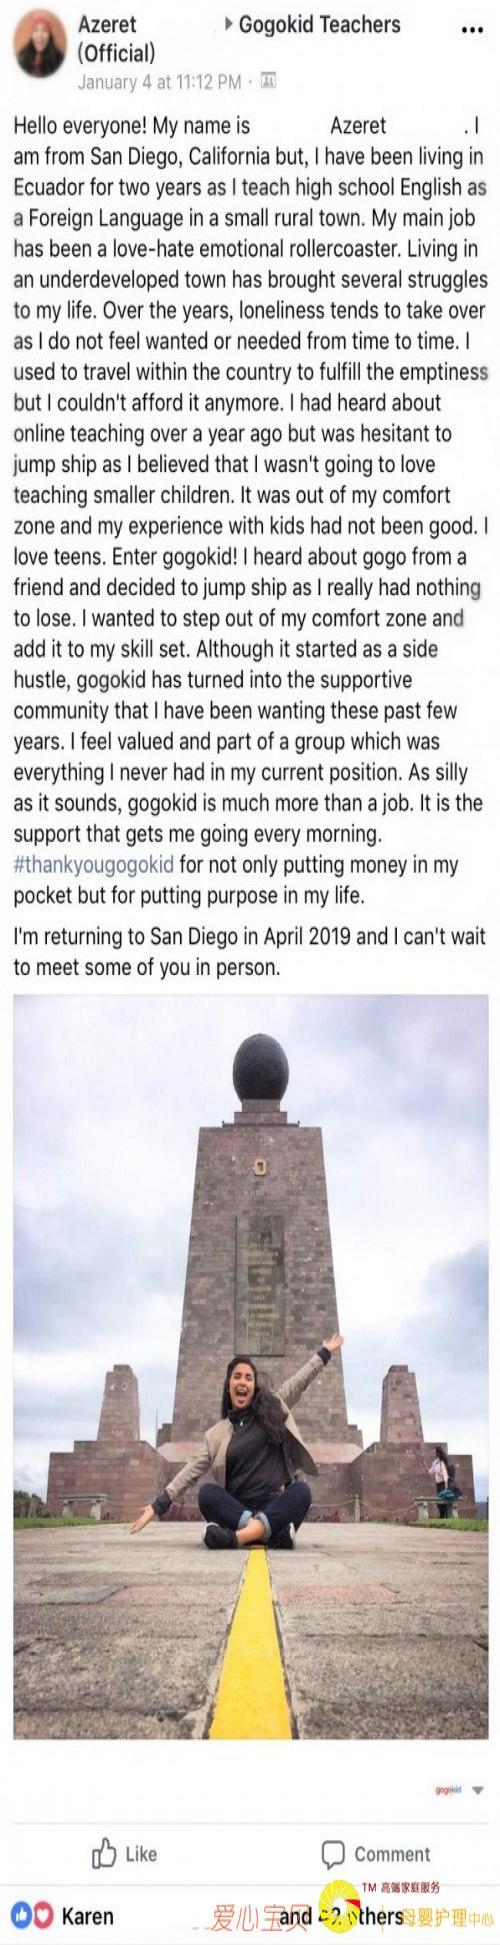 Azeret
Gogokid Teachers
(Official)
January 4 at 11:12 PM
Hello everyone! My name is Azeret . I
am from San Diego, California but, I have been living in
Ecuador for two years as I teach high school English as
a Foreign Language in a small rural town. My main job
has been a love-hate emotional rollercoaster. Living in
an underdeveloped town has brought several struggles
to my life. Over the years, loneliness tends to take over
as I do not feel wanted or needed from time to time. I
used to travel within the country to fulfill the emptiness
but I couldn't afford it anymore. I had heard about
online teaching over a year ago but was hesitant to
jump ship as I believed that I wasn't going to love
teaching smaller children. It was out of my comfort
zone and my experience with kids had not been good. I
love teens. Enter gogokid! I heard about gogo from a
friend and decided to jump ship as I really had nothing
to lose. I wanted to step out of my comfort zone and
add it to my skill set. Although it started as a side
hustle, gogokid has turned into the supportive
community that I have been wanting these past few
years. I feel valued and part of a group which was
everything I never had in my current position. As silly
as it sounds, gogokid is much more than a job. It is the
support that gets me going every morning.
#thankyougogokid for not only putting money in my
pocket but for putting purpose in my life.
I'm returning to San Diego in April 2019 and I can't wait
to meet some of you in person.
gogokid
Like
Comment
TM 高端家庭服务
Karen
and 42 others
爱心宝贝
母婴护理中心